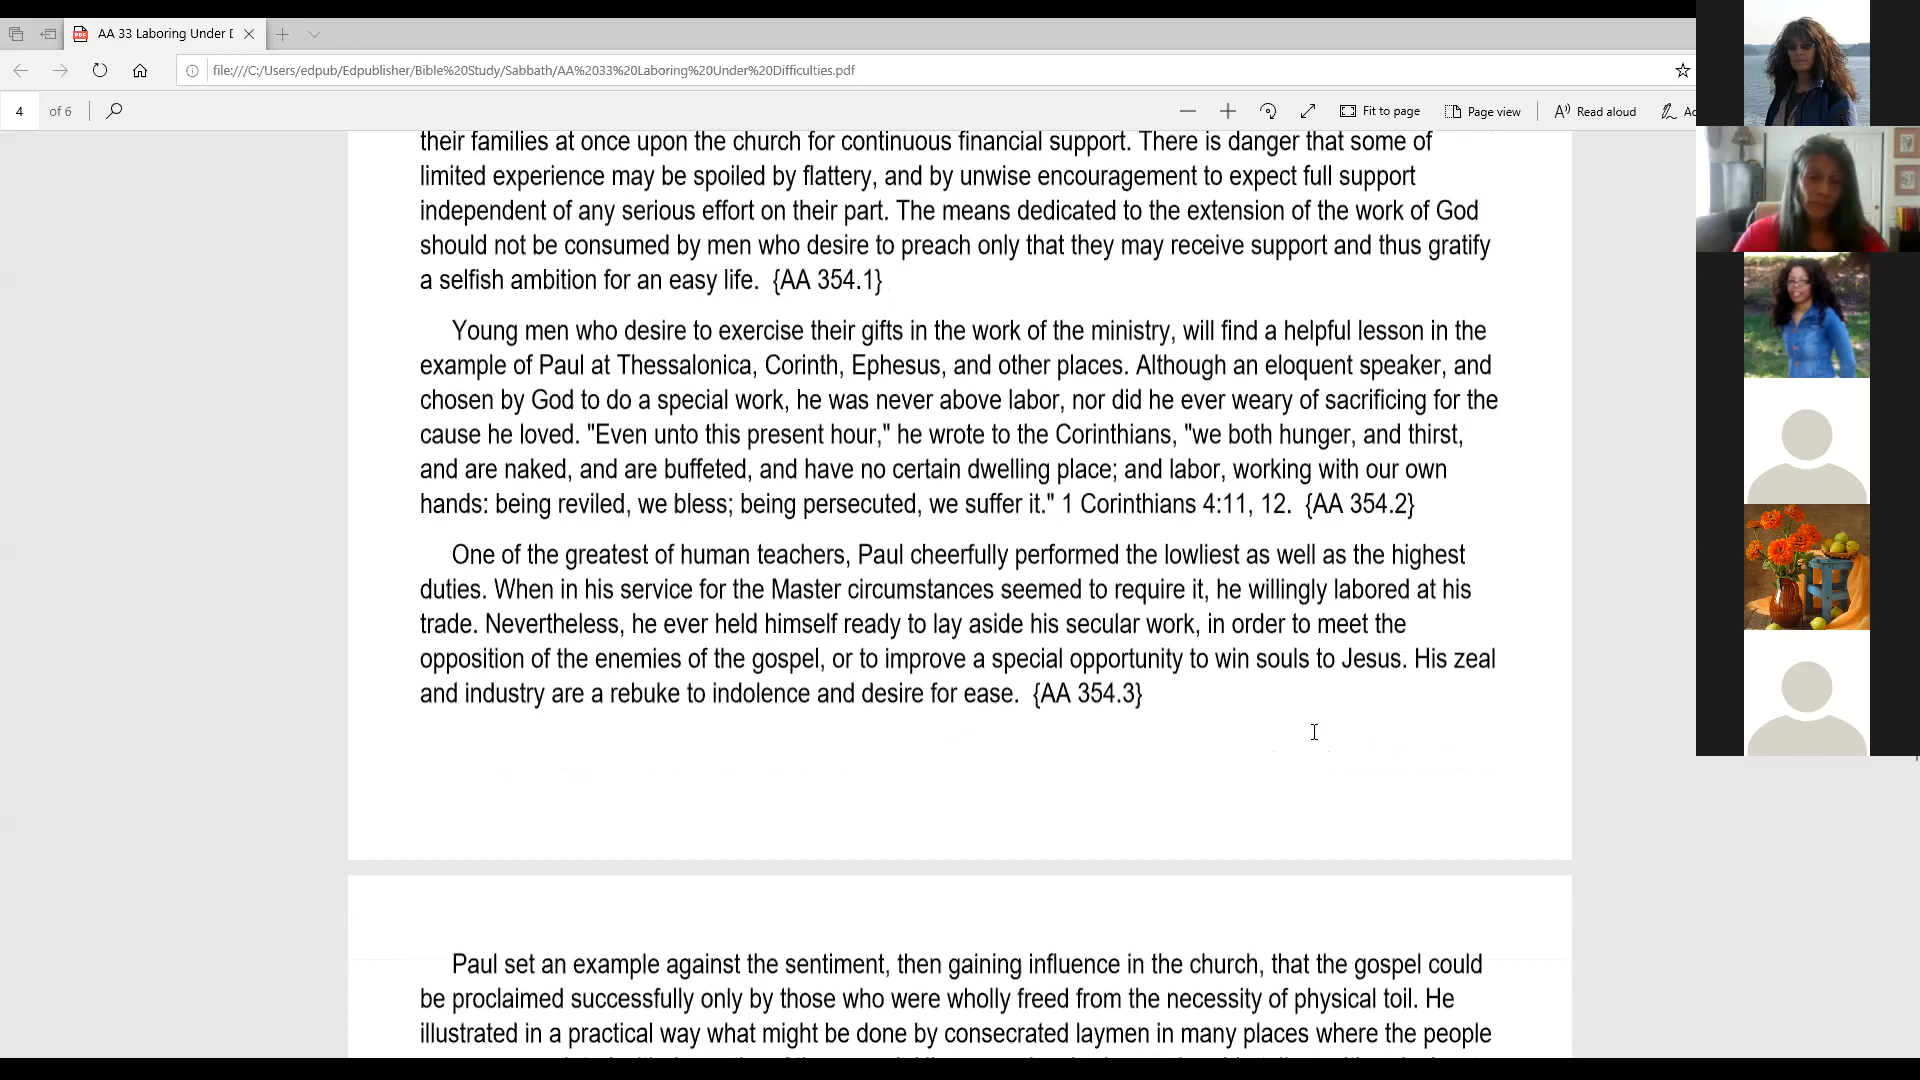 AA 33 Laboring Under D
file:///C:/Users/edpub/Edpublisher/Bible%20Study/Sabbath/AA%2033%20Laboring%20Under%20Difficulties.pdf
4 of 6 Fit to page Page view Read aloud
their families at once upon the church for continuous financial support. There is danger that some of
limited experience may be spoiled by flattery, and by unwise encouragement to expect full support
independent of any serious effort on their part. The means dedicated to the extension of the work of God
should not be consumed by men who desire to preach only that they may receive support and thus gratify
a selfish ambition for an easy life. {AA 354.1}
Young men who desire to exercise their gifts in the work of the ministry, will find a helpful lesson in the
example of Paul at Thessalonica, Corinth, Ephesus, and other places. Although an eloquent speaker, and
chosen by God to do a special work, he was never above labor, nor did he ever weary of sacrificing for the
cause he loved. "Even unto this present hour," he wrote to the Corinthians, "we both hunger, and thirst,
and are naked, and are buffeted, and have no certain dwelling place; and labor, working with our own
hands: being reviled, we bless; being persecuted, we suffer it." 1 Corinthians 4:11, 12. {AA 354.2}
One of the greatest of human teachers, Paul cheerfully performed the lowliest as well as the highest
duties. When in his service for the Master circumstances seemed to require it, he willingly labored at his
trade. Nevertheless, he ever held himself ready to lay aside his secular work, in order to meet the
opposition of the enemies of the gospel, or to improve a special opportunity to win souls to Jesus. His zeal
and industry are a rebuke to indolence and desire for ease. {AA 354.3}
Paul set an example against the sentiment, then gaining influence in the church, that the gospel could
be proclaimed successfully only by those who were wholly freed from the necessity of physical toil. He
illustrated in a practical way what might be done by consecrated laymen in many places where the people